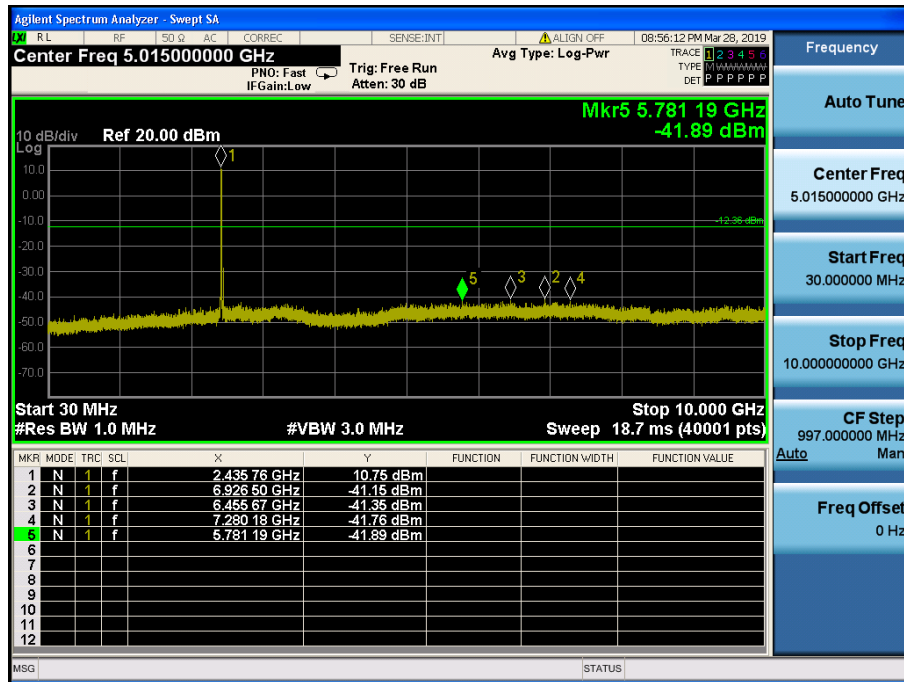 Agilent Spectrum Analyzer - Swept SA
LXI RL RF 50 Ω AC CORREC SENSE:INT ALIGN OFF 08:56:12 PM Mar 28, 2019
Center Freq 5.015000000 GHz
PNO: Fast
IFGain:Low
Trig: Free Run
Atten: 30 dB
Avg Type: Log-Pwr
TRACE 1 2 3 4 5 6
TYPE M W W W W W
DET P P P P P P
Mkr5 5.781 19 GHz
-41.89 dBm
10 dB/div Ref 20.00 dBm
Log
1
10.0
0.00
-10.0
-12.36 dBm
-20.0
-30.0
5 3 2 4
-40.0
-50.0
-60.0
-70.0
Start 30 MHz Stop 10.000 GHz
#Res BW 1.0 MHz #VBW 3.0 MHz Sweep 18.7 ms (40001 pts)
MKR MODE TRC SCL X Y FUNCTION FUNCTION WIDTH FUNCTION VALUE
1 N 1 f 2.435 76 GHz 10.75 dBm
2 N 1 f 6.926 50 GHz -41.15 dBm
3 N 1 f 6.455 67 GHz -41.35 dBm
4 N 1 f 7.280 18 GHz -41.76 dBm
5 N 1 f 5.781 19 GHz -41.89 dBm
6
7
8
9
10
11
12
MSG STATUS
Frequency
Auto Tune
Center Freq
5.015000000 GHz
Start Freq
30.000000 MHz
Stop Freq
10.000000000 GHz
CF Step
997.000000 MHz
Auto Man
Freq Offset
0 Hz